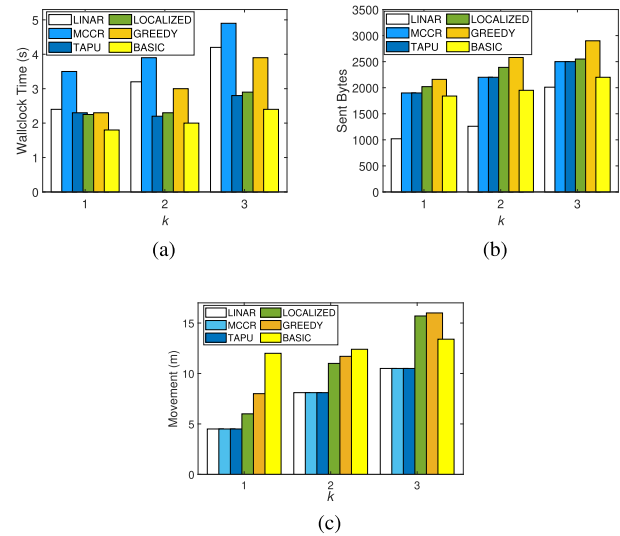 LINAR LOCALIZED
MCCR GREEDY
TAPU BASIC
Wallclock Time (s)
5
4
3
2
1
0
1 2 3
k
(a)
LINAR LOCALIZED
MCCR GREEDY
TAPU BASIC
Sent Bytes
3500
3000
2500
2000
1500
1000
500
0
1 2 3
k
(b)
LINAR LOCALIZED
MCCR GREEDY
TAPU BASIC
Movement (m)
15
10
5
0
1 2 3
k
(c)